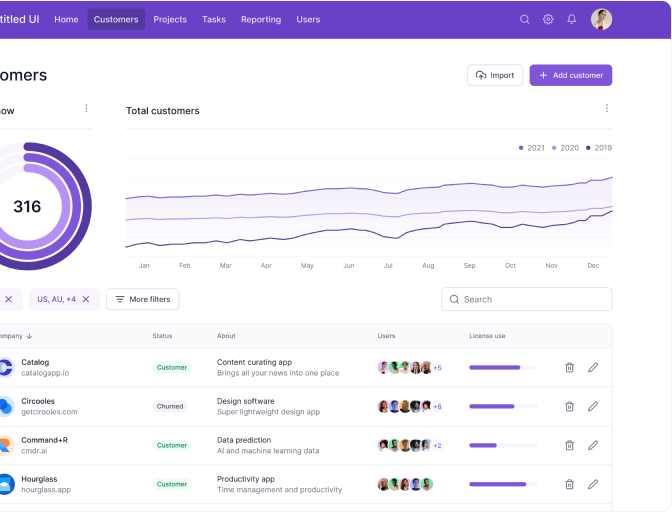 titled UI Home Customers Projects Tasks Reporting Users
omers
Import
Add customer
now
Total customers
2021 2020 2019
316
Jan Feb Mar Apr May Jun Jul Aug Sep Oct Nov Dec
US, AU, +4
More filters
Search
ompany Status About Users License use
Catalog
catalogapp.io
Customer
Content curating app
Brings all your news into one place
+5
Circooles
getcirooles.com
Churned
Design software
Super lightweight design app
+8
Command+R
cmdr.ai
Customer
Data prediction
AI and machine learning data
+2
Hourglass
hourglass.app
Customer
Productivity app
Time management and productivity